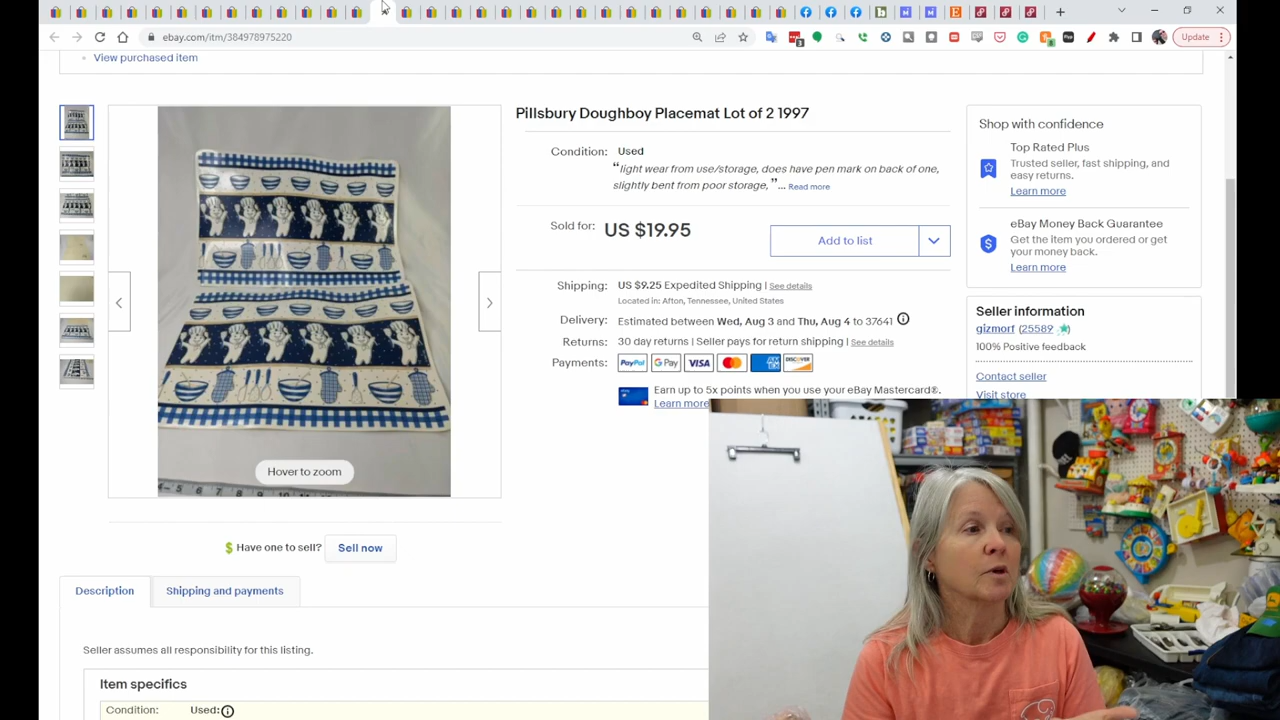 ebay.com/itm/384978975220
Update
View purchased item
Pillsbury Doughboy Placemat Lot of 2 1997
Condition: Used
“light wear from use/storage, does have pen mark on back of one,
slightly bent from poor storage,” ... Read more
Sold for: US $19.95
Add to list
Shipping: US $9.25 Expedited Shipping | See details
Located in: Afton, Tennessee, United States
Delivery: Estimated between Wed, Aug 3 and Thu, Aug 4 to 37641
Returns: 30 day returns | Seller pays for return shipping | See details
Payments: PayPal G Pay VISA DISCOVER
Earn up to 5x points when you use your eBay Mastercard®.
Learn more
Shop with confidence
Top Rated Plus
Trusted seller, fast shipping, and
easy returns.
Learn more
eBay Money Back Guarantee
Get the item you ordered or get
your money back.
Learn more
Seller information
gizmorf (25589)
100% Positive feedback
Contact seller
Visit store
Hover to zoom
Have one to sell? Sell now
Description
Shipping and payments
Seller assumes all responsibility for this listing.
Item specifics
Condition: Used: